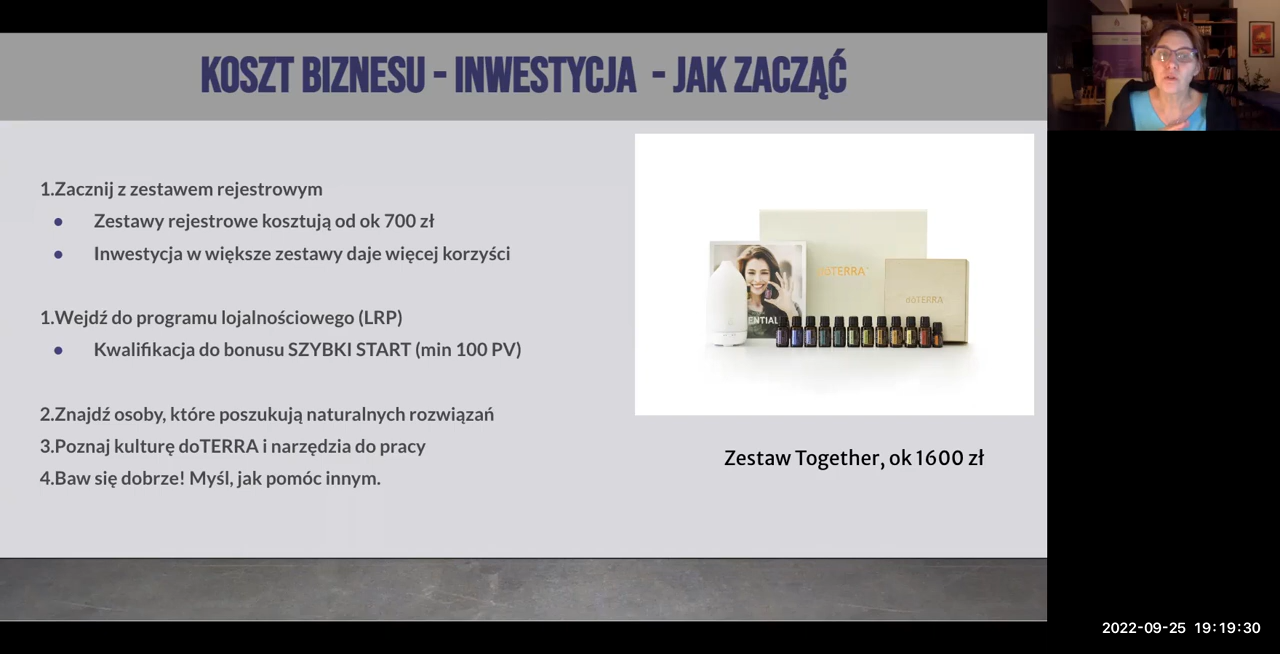 KOSZT BIZNESU - INWESTYCJA - JAK ZACZĄĆ
1.Zacznij z zestawem rejestrowym
● Zestawy rejestrowe kosztują od ok 700 zł
● Inwestycja w większe zestawy daje więcej korzyści
1.Wejdź do programu lojalnościowego (LRP)
● Kwalifikacja do bonusu SZYBKI START (min 100 PV)
2.Znajdź osoby, które poszukują naturalnych rozwiązań
3.Poznaj kulturę doTERRA i narzędzia do pracy
4.Baw się dobrze! Myśl, jak pomóc innym.
dōTERRA
dōTERRA
ENTIAL
Zestaw Together, ok 1600 zł
2022-09-25 19:19:30